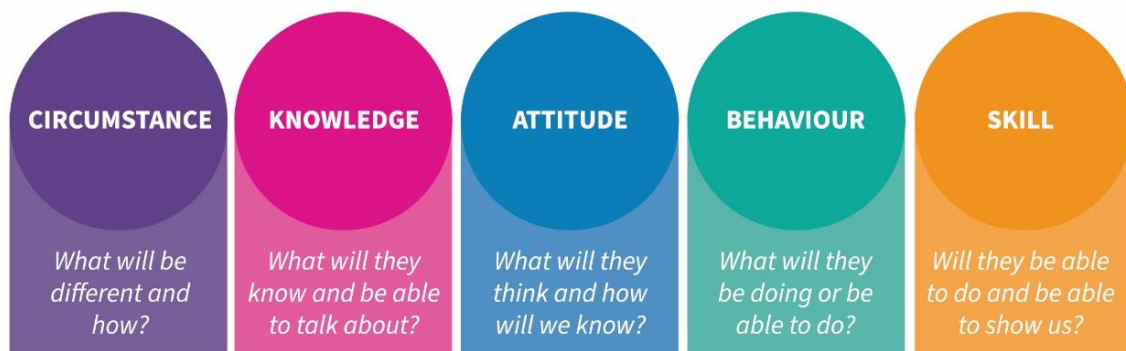 CIRCUMSTANCE
What will be
different and
how?
KNOWLEDGE
What will they
know and be able
to talk about?
ATTITUDE
What will they
think and how
will we know?
BEHAVIOUR
What will they
be doing or be
able to do?
SKILL
Will they be able
to do and be able
to show us?